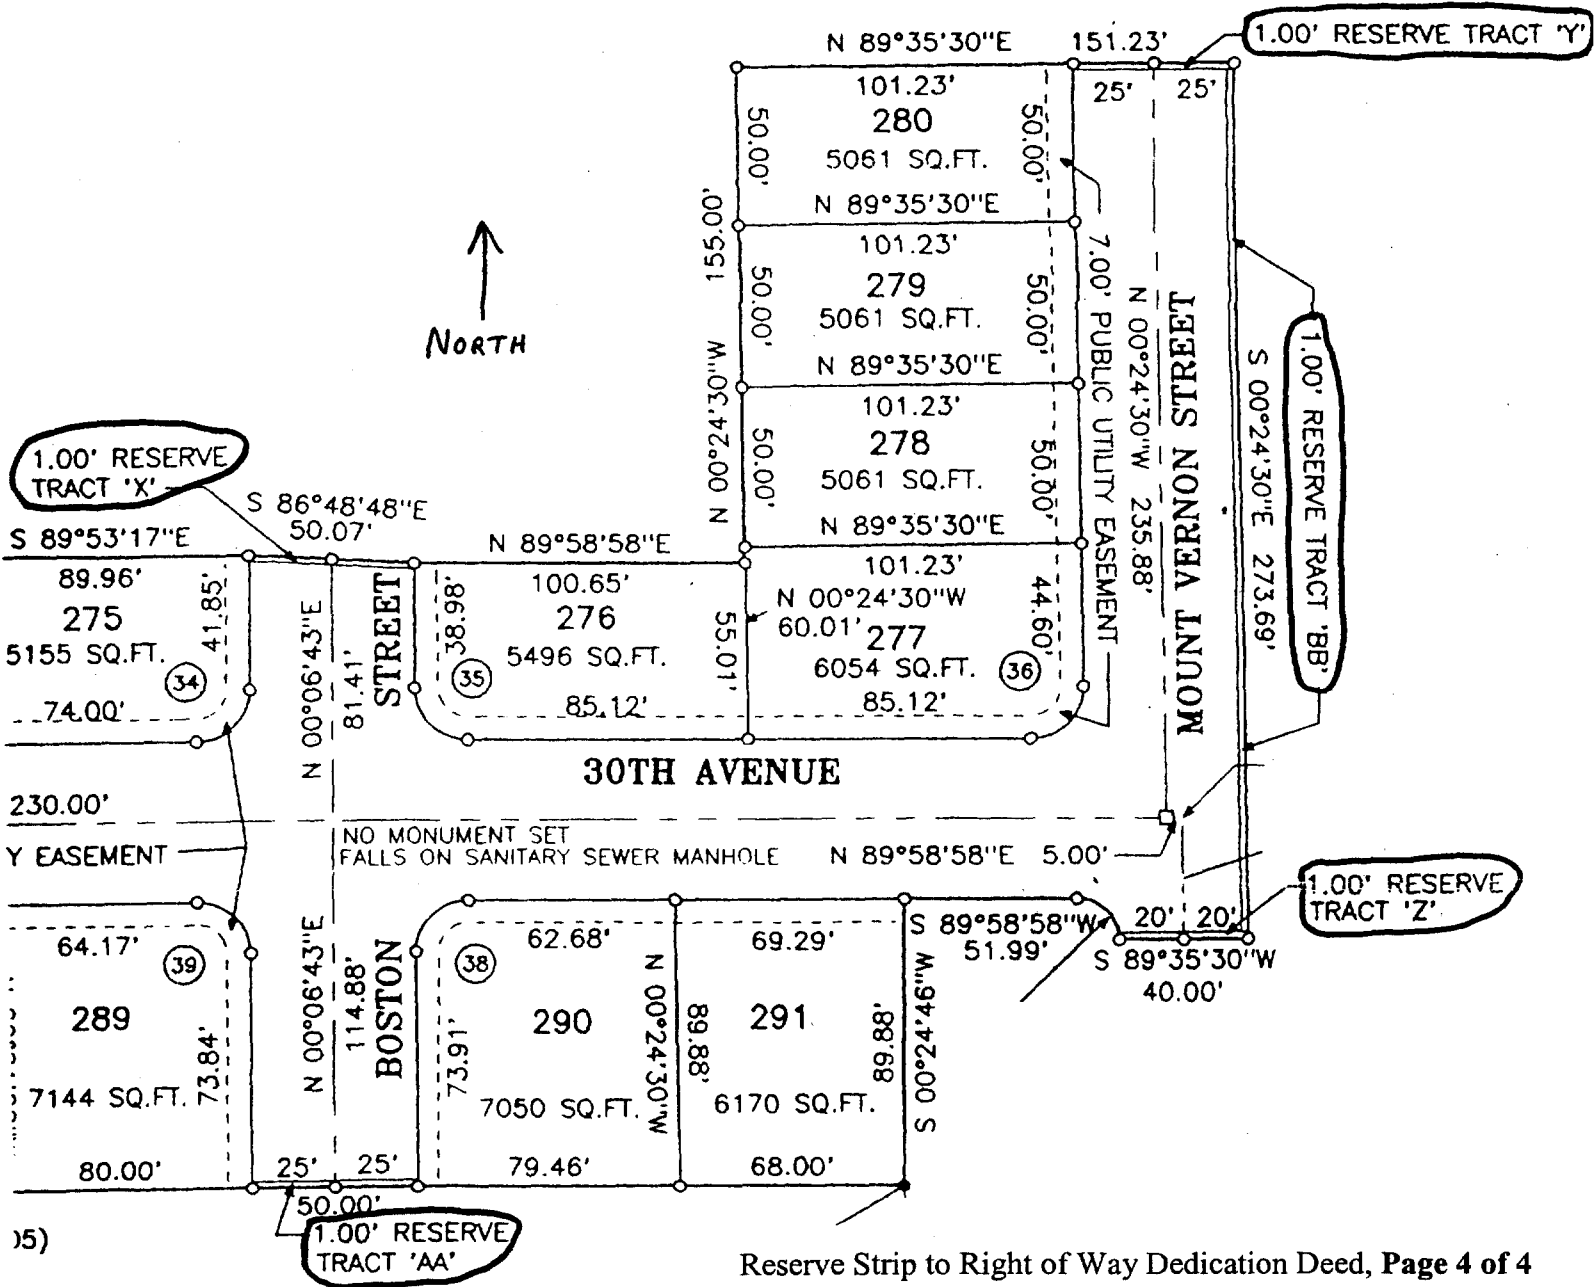 N 89°35'30"E 151.23'
1.00' RESERVE TRACT 'Y'
101.23'
25' 25'
280
50.00' 50.00'
5061 SQ.FT.
N 89°35'30"E
155.00'
101.23'
279
50.00' 50.00'
5061 SQ.FT.
7.00' PUBLIC UTILITY EASEMENT
N 00°24'30"W 235.88'
MOUNT VERNON STREET
S 00°24'30"E 273.69'
1.00' RESERVE TRACT 'BB'
NORTH
N 89°35'30"E
N 00°24'30"W
101.23'
278
50.00' 50.00'
5061 SQ.FT.
N 89°35'30"E
1.00' RESERVE
TRACT 'X'
S 86°48'48"E
50.07'
S 89°53'17"E
N 89°58'58"E
89.96'
275
41.85'
5155 SQ.FT.
34
74.00'
N 00°06'43"E
81.41'
STREET
100.65'
276
38.98'
5496 SQ.FT.
35
85.12'
55.01'
101.23'
N 00°24'30"W
60.01'
277
44.60'
6054 SQ.FT.
36
85.12'
30TH AVENUE
230.00'
NO MONUMENT SET
FALLS ON SANITARY SEWER MANHOLE
Y EASEMENT
N 89°58'58"E 5.00'
1.00' RESERVE
TRACT 'Z'
20' 20'
S 89°58'58"W
51.99'
S 89°35'30"W
40.00'
64.17'
39
289
73.84'
7144 SQ.FT.
80.00'
N 00°06'43"E
114.88'
BOSTON
62.68'
38
290
73.91'
7050 SQ.FT.
79.46'
N 00°24'30"W
89.88'
69.29'
291
89.88'
6170 SQ.FT.
68.00'
S 00°24'49"W
25' 25'
50.00'
1.00' RESERVE
TRACT 'AA'
05)
Reserve Strip to Right of Way Dedication Deed, Page 4 of 4